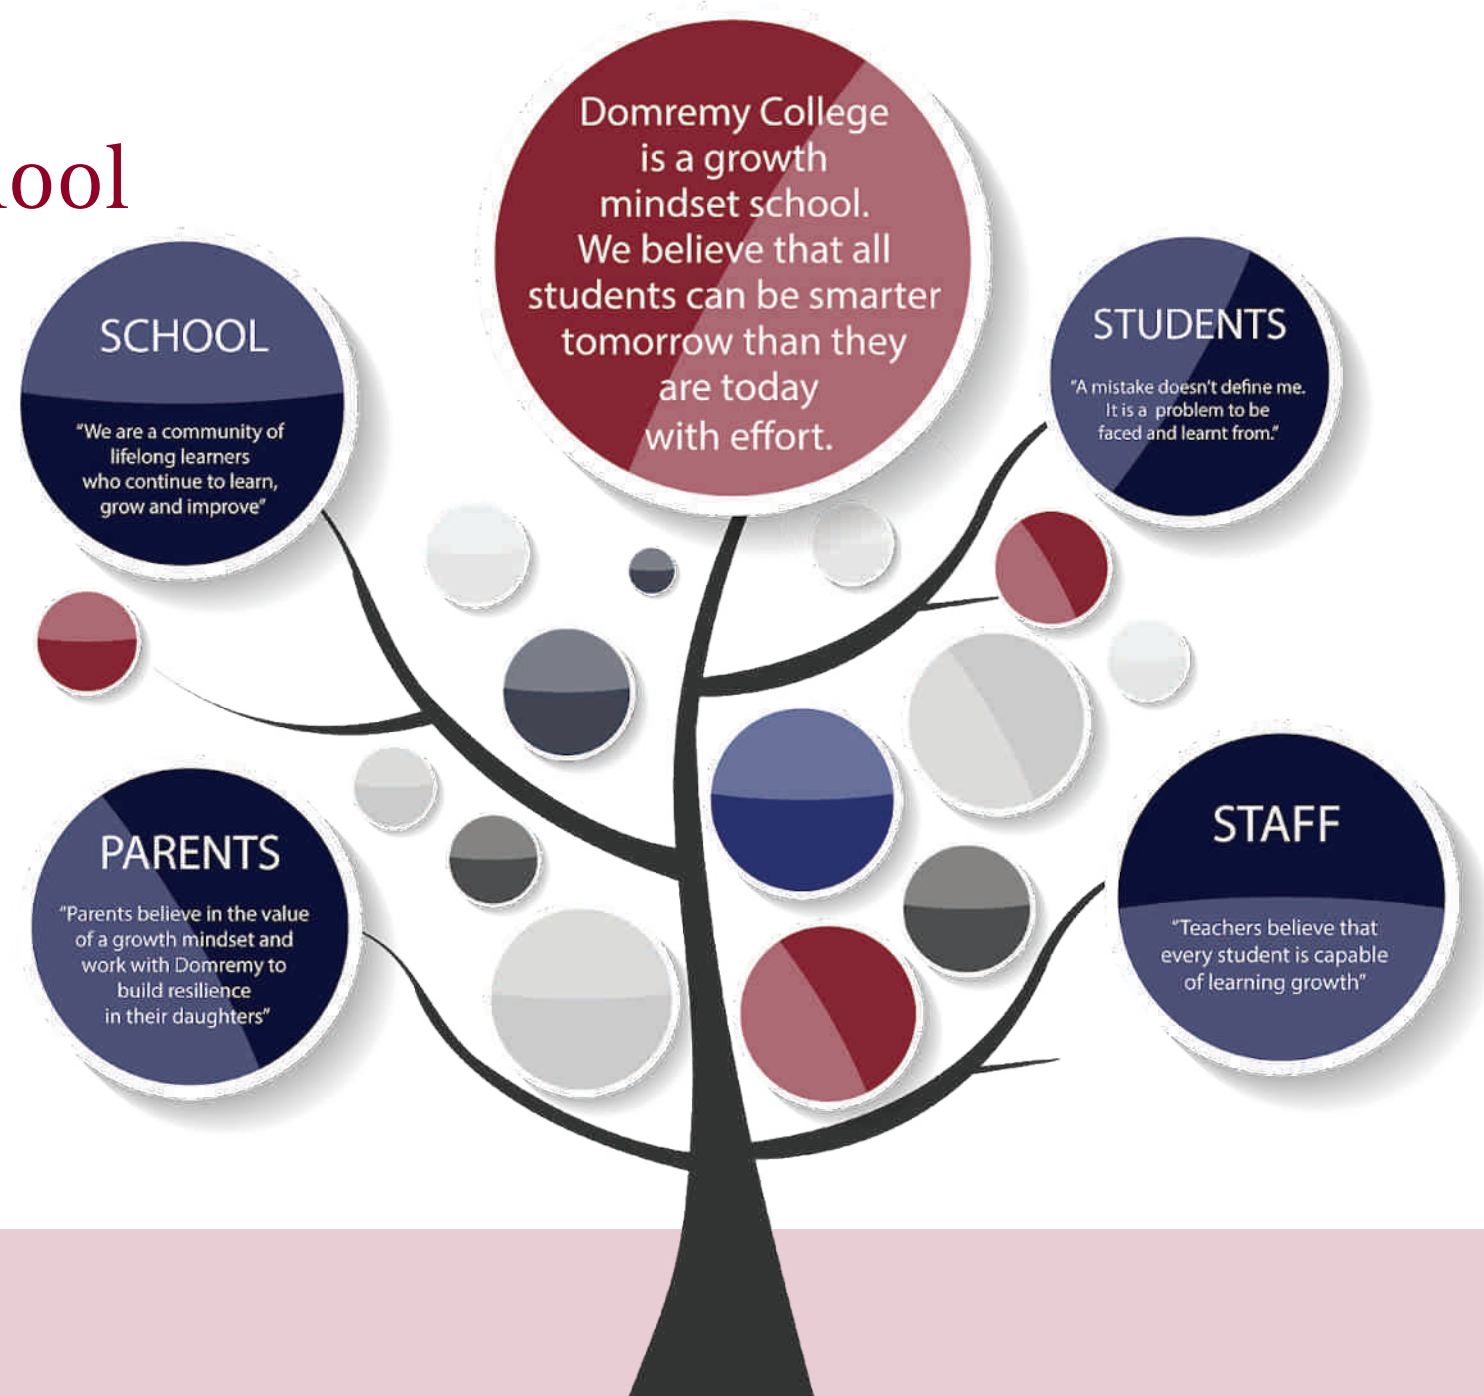 Domremy College
is a growth
mindset school.
We believe that all
students can be smarter
tomorrow than they
are today
with effort.
ool
SCHOOL
"We are a community of
lifelong learners
who continue to learn,
grow and improve"
STUDENTS
"A mistake doesn't define me.
It is a problem to be
faced and learnt from."
PARENTS
"Parents believe in the value
of a growth mindset and
work with Domremy to
build resilience
in their daughters"
STAFF
"Teachers believe that
every student is capable
of learning growth"